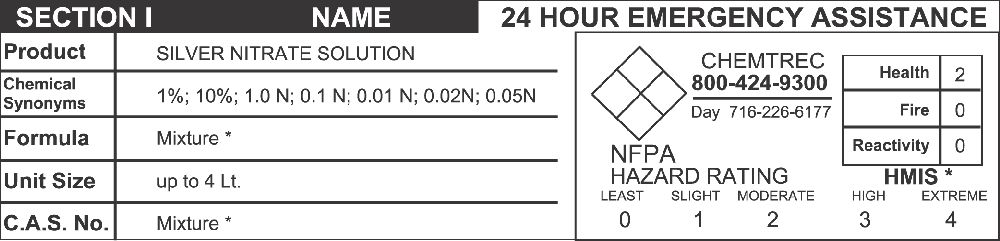 SECTION I NAME 24 HOUR EMERGENCY ASSISTANCE
Product SILVER NITRATE SOLUTION
Chemical Synonyms 1%; 10%; 1.0 N; 0.1 N; 0.01 N; 0.02N; 0.05N
Formula Mixture *
Unit Size up to 4 Lt.
C.A.S. No. Mixture *
CHEMTREC
800-424-9300
Day 716-226-6177
Health 2
Fire 0
Reactivity 0
HMIS *
NFPA
HAZARD RATING
LEAST SLIGHT MODERATE HIGH EXTREME
0 1 2 3 4